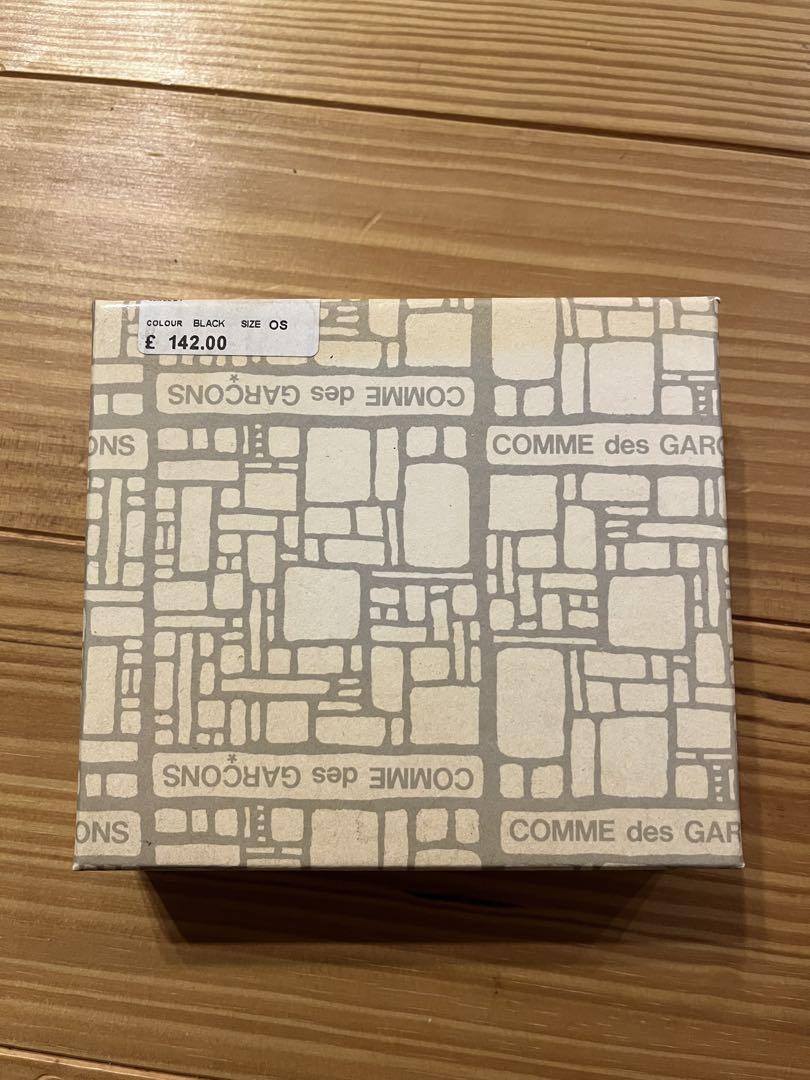 COLOUR BLACK SIZE OS
£ 142.00
COMME des GARÇONS
ONS
COMME des GARÇ
COMME des GARÇONS
ONS
COMME des GAR